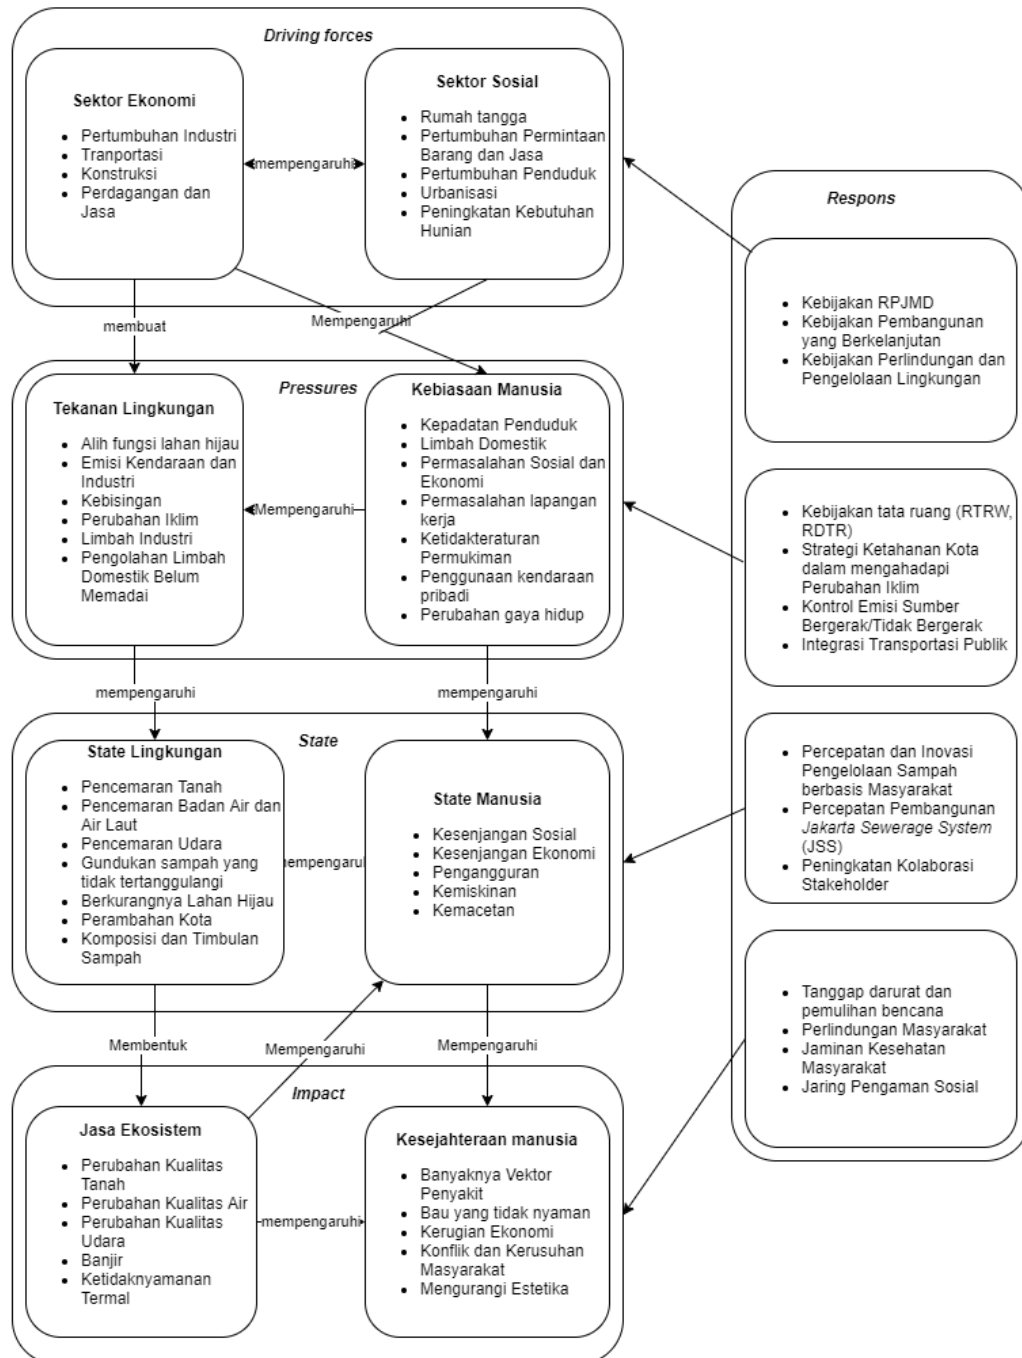 Driving forces
Sektor Ekonomi
• Pertumbuhan Industri
• Tranportasi
• Konstruksi
• Perdagangan dan
Jasa
mempengaruhi
Sektor Sosial
• Rumah tangga
• Pertumbuhan Permintaan
Barang dan Jasa
• Pertumbuhan Penduduk
• Urbanisasi
• Peningkatan Kebutuhan
Hunian
membuat
Mempengaruhi
Pressures
Tekanan Lingkungan
• Alih fungsi lahan hijau
• Emisi Kendaraan dan
Industri
• Kebisingan
• Perubahan Iklim
• Limbah Industri
• Pengolahan Limbah
Domestik Belum
Memadai
Mempengaruhi
Kebiasaan Manusia
• Kepadatan Penduduk
• Limbah Domestik
• Permasalahan Sosial dan
Ekonomi
• Permasalahan lapangan
kerja
• Ketidakteraturan
Permukiman
• Penggunaan kendaraan
pribadi
• Perubahan gaya hidup
mempengaruhi
mempengaruhi
State
State Lingkungan
• Pencemaran Tanah
• Pencemaran Badan Air dan
Air Laut
• Pencemaran Udara
• Gundukan sampah yang
tidak tertanggulangi
• Berkurangnya Lahan Hijau
• Perambahan Kota
• Komposisi dan Timbulan
Sampah
empengaru
State Manusia
• Kesenjangan Sosial
• Kesenjangan Ekonomi
• Pengangguran
• Kemiskinan
• Kemacetan
Membentuk
Mempengaruhi
Mempengaruhi
Impact
Jasa Ekosistem
• Perubahan Kualitas
Tanah
• Perubahan Kualitas Air
• Perubahan Kualitas
Udara
• Banjir
• Ketidaknyamanan
Termal
mempengaruhi
Kesejahteraan manusia
• Banyaknya Vektor
Penyakit
• Bau yang tidak nyaman
• Kerugian Ekonomi
• Konflik dan Kerusuhan
Masyarakat
• Mengurangi Estetika
Respons
• Kebijakan RPJMD
• Kebijakan Pembangunan
yang Berkelanjutan
• Kebijakan Perlindungan dan
Pengelolaan Lingkungan
• Kebijakan tata ruang (RTRW,
RDTR)
• Strategi Ketahanan Kota
dalam mengahadapi
Perubahan Iklim
• Kontrol Emisi Sumber
Bergerak/Tidak Bergerak
• Integrasi Transportasi Publik
• Percepatan dan Inovasi
Pengelolaan Sampah
berbasis Masyarakat
• Percepatan Pembangunan
Jakarta Sewerage System
(JSS)
• Peningkatan Kolaborasi
Stakeholder
• Tanggap darurat dan
pemulihan bencana
• Perlindungan Masyarakat
• Jaminan Kesehatan
Masyarakat
• Jaring Pengaman Sosial